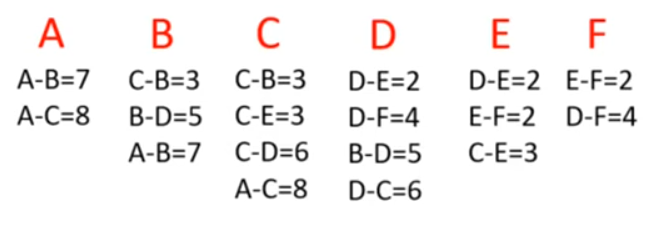 A B C D E F
A-B=7 C-B=3 C-B=3 D-E=2 D-E=2 E-F=2
A-C=8 B-D=5 C-E=3 D-F=4 E-F=2 D-F=4
A-B=7 C-D=6 B-D=5 C-E=3
A-C=8 D-C=6